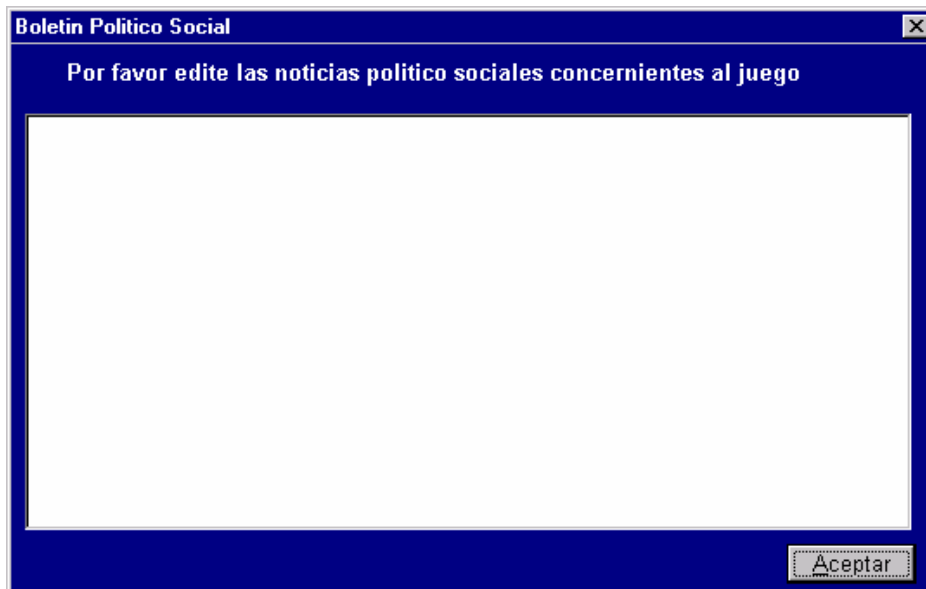 Boletin Politico Social
Por favor edite las noticias politico sociales concernientes al juego
Aceptar